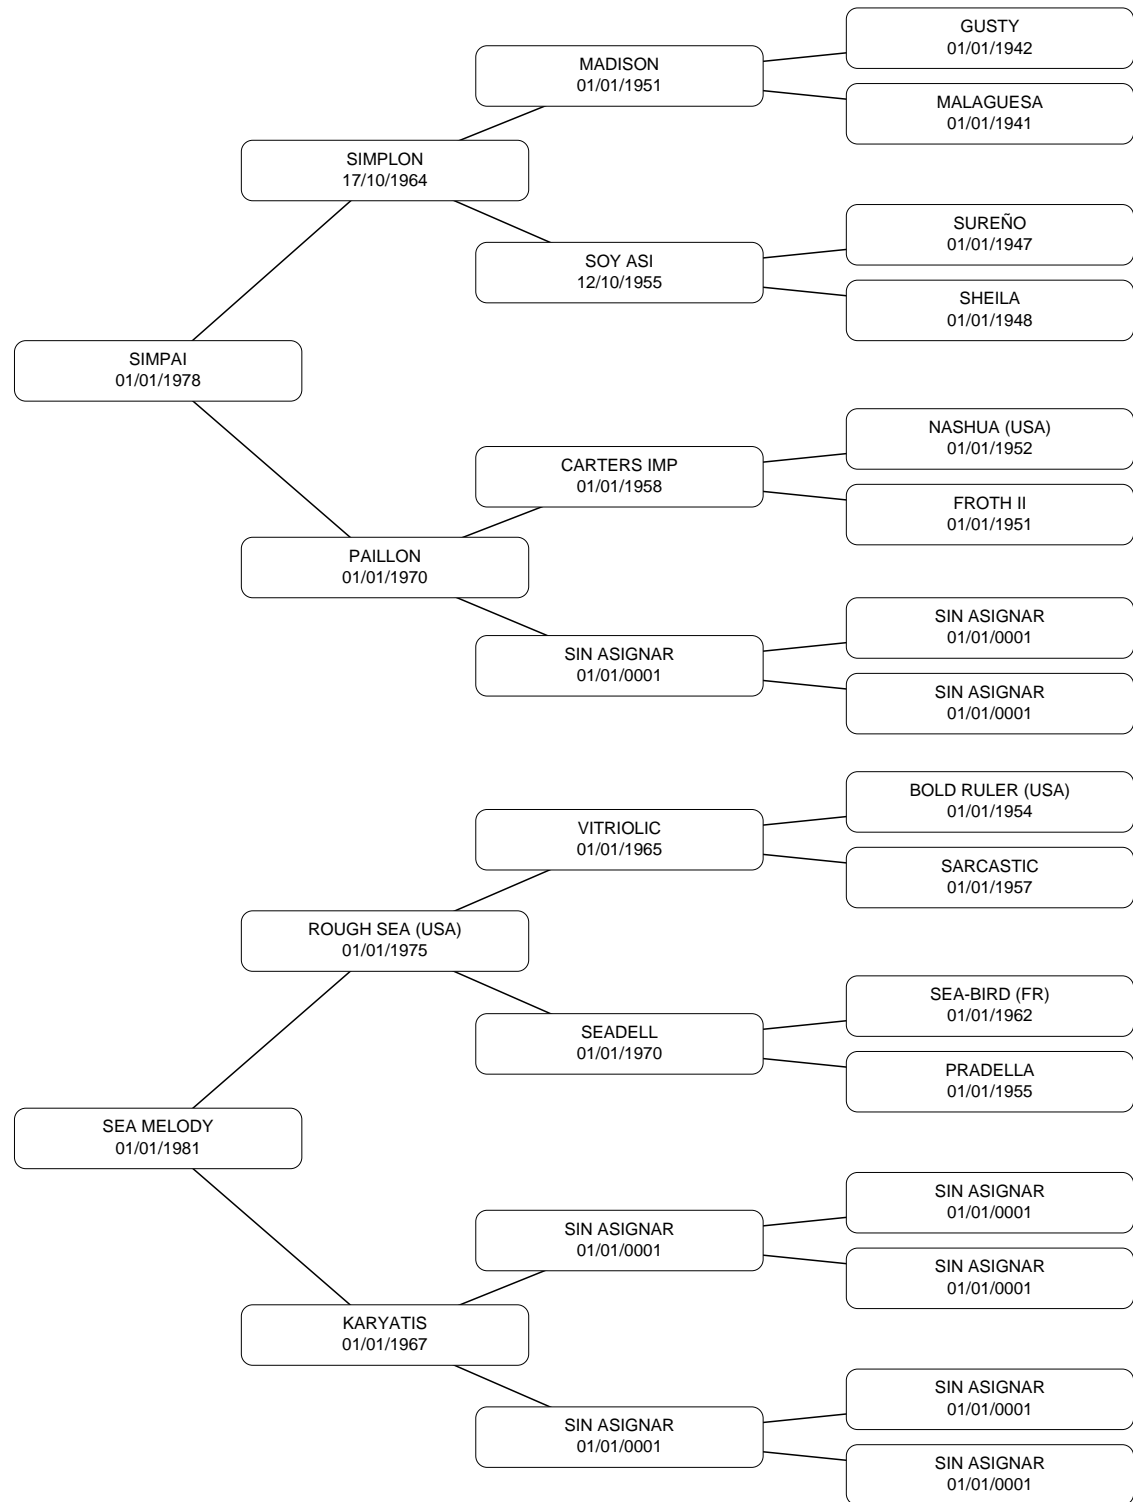 GUSTY
01/01/1942
MADISON
01/01/1951
MALAGUESA
01/01/1941
SIMPLON
17/10/1964
SUREÑO
01/01/1947
SOY ASI
12/10/1955
SHEILA
01/01/1948
SIMPAI
01/01/1978
NASHUA (USA)
01/01/1952
CARTERS IMP
01/01/1958
FROTH II
01/01/1951
PAILLON
01/01/1970
SIN ASIGNAR
01/01/0001
SIN ASIGNAR
01/01/0001
SIN ASIGNAR
01/01/0001
BOLD RULER (USA)
01/01/1954
VITRIOLIC
01/01/1965
SARCASTIC
01/01/1957
ROUGH SEA (USA)
01/01/1975
SEA-BIRD (FR)
01/01/1962
SEADELL
01/01/1970
PRADELLA
01/01/1955
SEA MELODY
01/01/1981
SIN ASIGNAR
01/01/0001
SIN ASIGNAR
01/01/0001
SIN ASIGNAR
01/01/0001
KARYATIS
01/01/1967
SIN ASIGNAR
01/01/0001
SIN ASIGNAR
01/01/0001
SIN ASIGNAR
01/01/0001